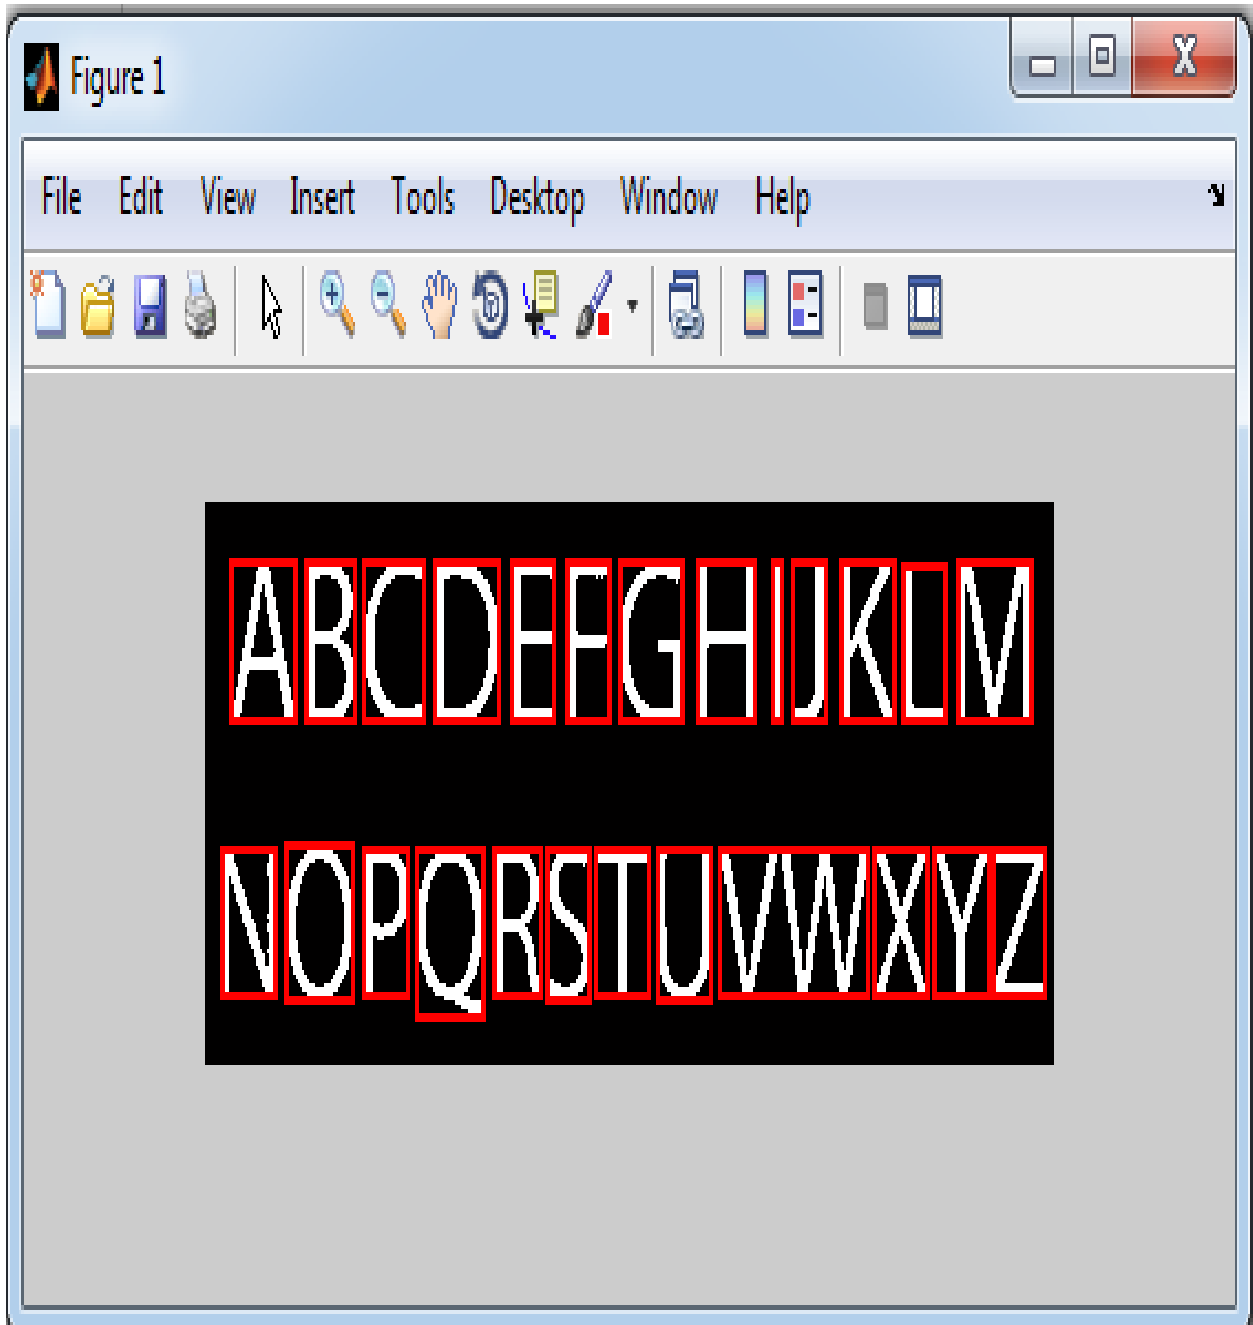 Figure 1
File Edit View Insert Tools Desktop Window Help
ABCDEFGHIJKLM
NOPQRSTUVWXYZ